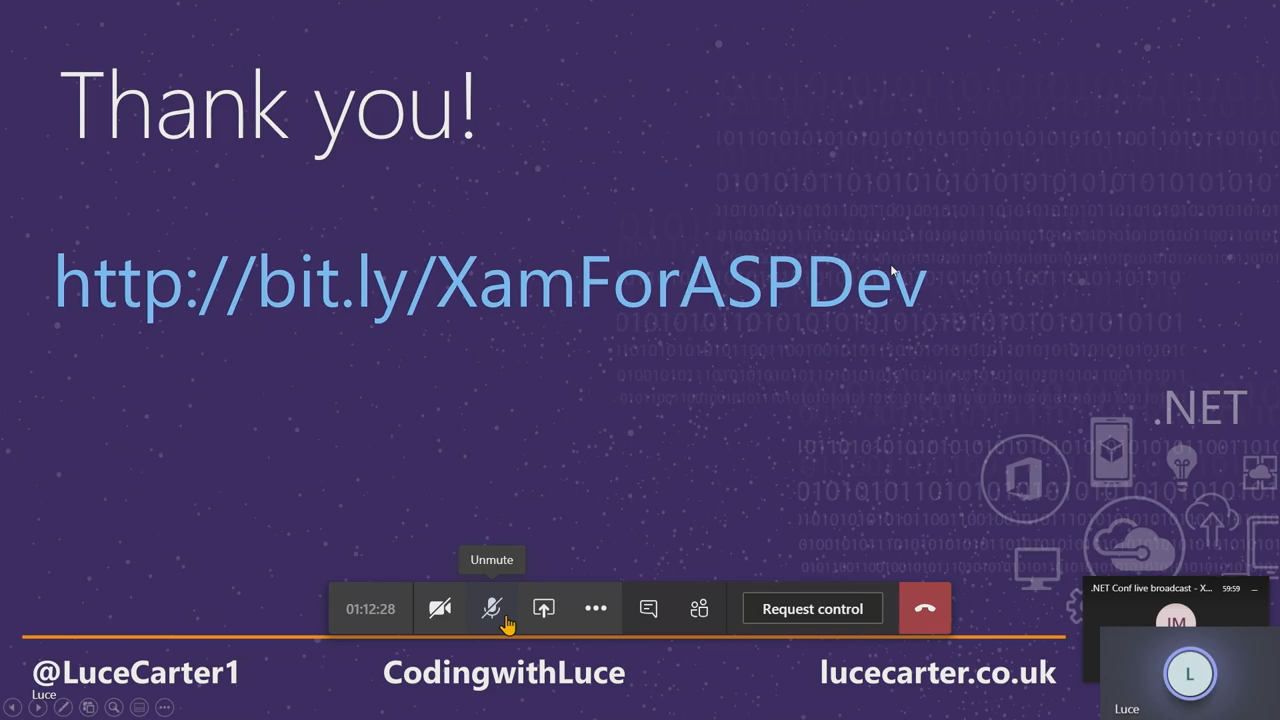 Thank you!
http://bit.ly/XamForASPDev
.NET
Unmute
01:12:28
Request control
.NET Conf live broadcast - X... 59:59
JM
@LuceCarter1 CodingwithLuce lucecarter.co.uk
L
Luce
Luce